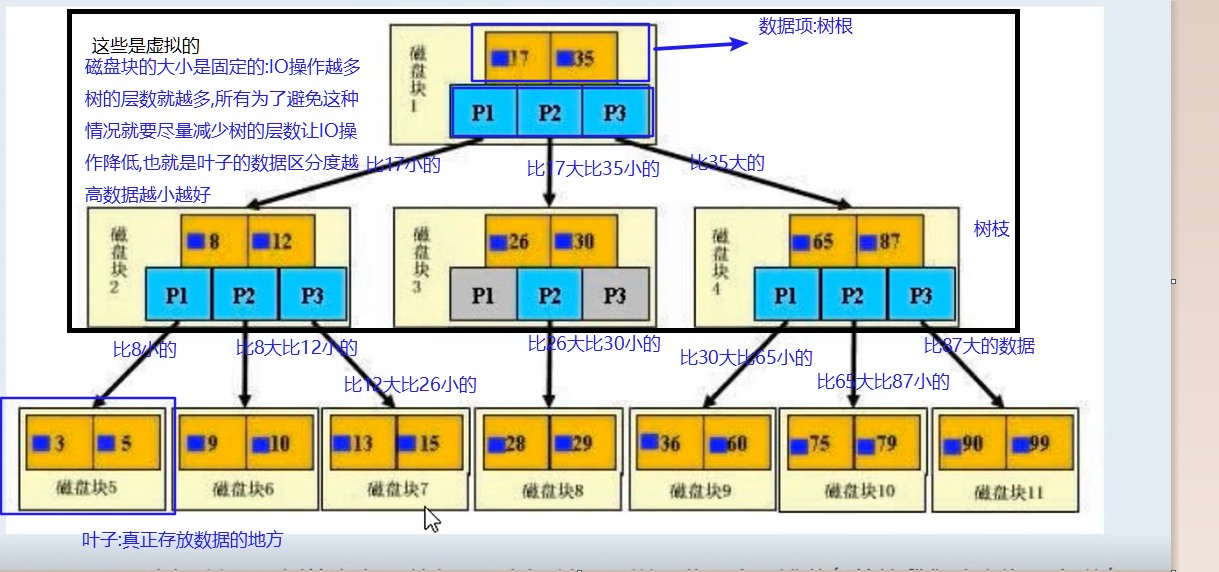 数据项:树根
这些是虚拟的
磁盘块的大小是固定的:IO操作越多
树的层数就越多,所有为了避免这种
情况就要尽量减少树的层数让IO操
作降低,也就是叶子的数据区分度越
高数据越小越好
磁盘块1
17 35
P1 P2 P3
比17小的
比17大比35小的
比35大的
树枝
磁盘块2
8 12
P1 P2 P3
磁盘块3
26 30
P1 P2 P3
磁盘块4
65 87
P1 P2 P3
比8小的
比8大比12小的
比12大比26小的
比26大比30小的
比30大比65小的
比65大比87小的
比87大的数据
3 5
磁盘块5
9 10
磁盘块6
13 15
磁盘块7
28 29
磁盘块8
36 60
磁盘块9
75 79
磁盘块10
90 99
磁盘块11
叶子:真正存放数据的地方